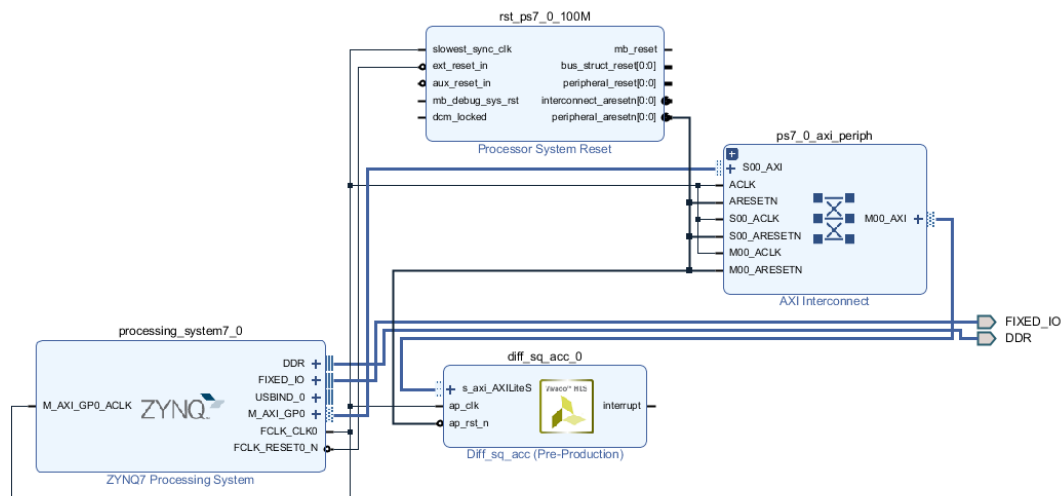 rst_ps7_0_100M
slowest_sync_clk
mb_reset
ext_reset_in
bus_struct_reset[0:0]
aux_reset_in
peripheral_reset[0:0]
mb_debug_sys_rst
interconnect_aresetn[0:0]
dcm_locked
peripheral_aresetn[0:0]
Processor System Reset
ps7_0_axi_periph
S00_AXI
ACLK
ARESETN
S00_ACLK
M00_AXI
S00_ARESETN
M00_ACLK
M00_ARESETN
AXI Interconnect
FIXED_IO
DDR
processing_system7_0
DDR
FIXED_IO
USBIND_0
M_AXI_GP0_ACLK
ZYNQ
M_AXI_GP0
FCLK_CLK0
FCLK_RESET0_N
ZYNQ7 Processing System
diff_sq_acc_0
s_axi_AXILiteS
ap_clk
interrupt
ap_rst_n
Diff_sq_acc (Pre-Production)